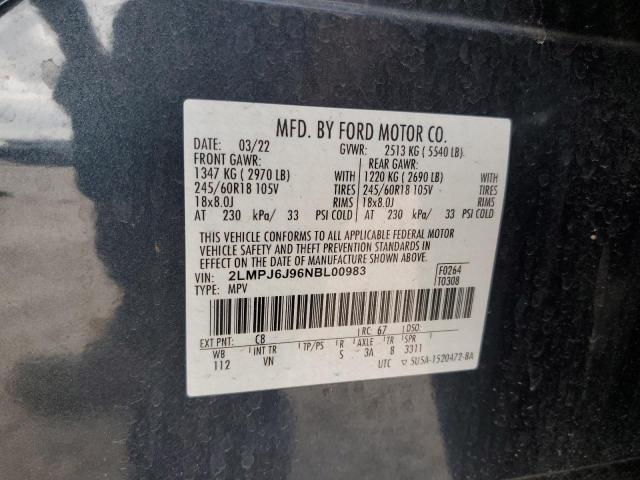 MFD. BY FORD MOTOR CO.
DATE: 03/22 GVWR: 2513 KG ( 5540 LB)
FRONT GAWR: REAR GAWR:
1347 KG ( 2970 LB) WITH 1220 KG ( 2690 LB) WITH
245/60R18 105V TIRES 245/60R18 105V TIRES
18x8.0J RIMS 18x8.0J RIMS
AT 230 kPa/ 33 PSI COLD AT 230 kPa/ 33 PSI COLD
THIS VEHICLE CONFORMS TO ALL APPLICABLE FEDERAL MOTOR
VEHICLE SAFETY AND THEFT PREVENTION STANDARDS IN
EFFECT ON THE DATE OF MANUFACTURE SHOWN ABOVE.
VIN: 2LMPJ6J96NBL00983 F0264
TYPE: MPV T0308
EXT PNT: C8 RC: 67 DSO:
WB INT TR TP/PS R AXLE TR SPR
112 VN S 3A 8 3311
UTC ▽ 5U5A-1520472-BA